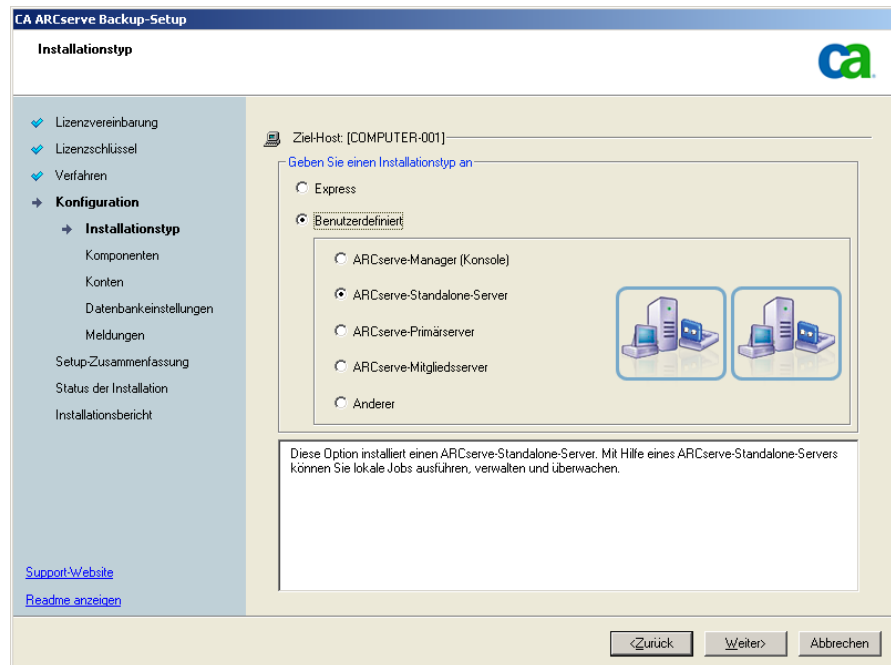 CA ARCserve Backup-Setup
Installationstyp
ca
Lizenzvereinbarung
Lizenzschlüssel
Verfahren
Konfiguration
Installationstyp
Komponenten
Konten
Datenbankeinstellungen
Meldungen
Setup-Zusammenfassung
Status der Installation
Installationsbericht
Support-Website
Readme anzeigen
Ziel-Host: [COMPUTER-001]
Geben Sie einen Installationstyp an
Express
Benutzerdefiniert
ARCserve-Manager (Konsole)
ARCserve-Standalone-Server
ARCserve-Primärserver
ARCserve-Mitgliedsserver
Anderer
Diese Option installiert einen ARCserve-Standalone-Server. Mit Hilfe eines ARCserve-Standalone-Servers
können Sie lokale Jobs ausführen, verwalten und überwachen.
<Zurück
Weiter>
Abbrechen